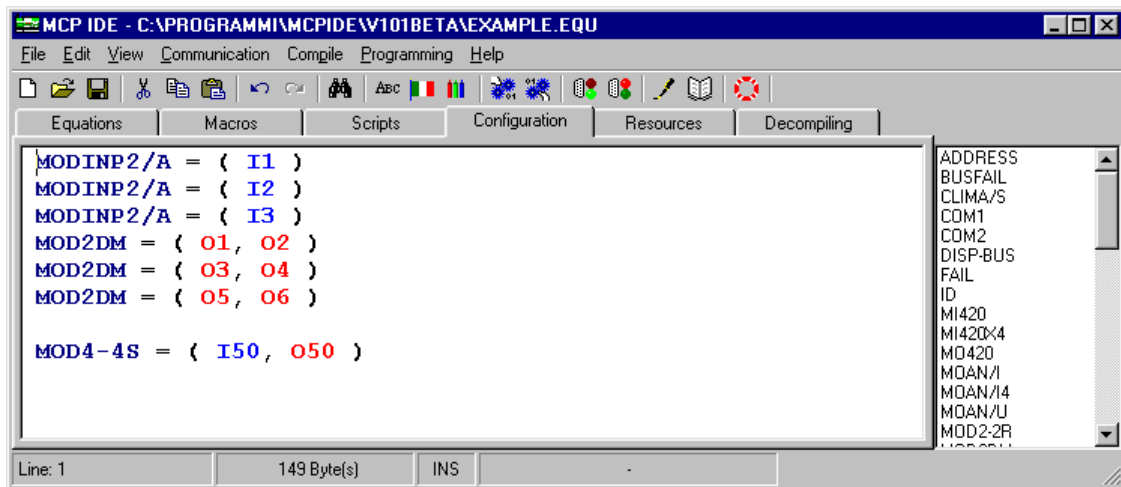 MCP IDE - C:\PROGRAMMI\MCPIDE\V101BETA\EXAMPLE.EQU
File Edit View Communication Compile Programming Help
ABC
Equations Macros Scripts Configuration Resources Decompiling
MODINP2/A = ( I1 )
MODINP2/A = ( I2 )
MODINP2/A = ( I3 )
MOD2DM = ( O1, O2 )
MOD2DM = ( O3, O4 )
MOD2DM = ( O5, O6 )
MOD4-4S = ( I50, O50 )
ADDRESS
BUSFAIL
CLIMA/S
COM1
COM2
DISP-BUS
FAIL
ID
MI420
MI420X4
MO420
MOAN/I
MOAN/I4
MOAN/U
MOD2-2R
Line: 1 149 Byte(s) INS -